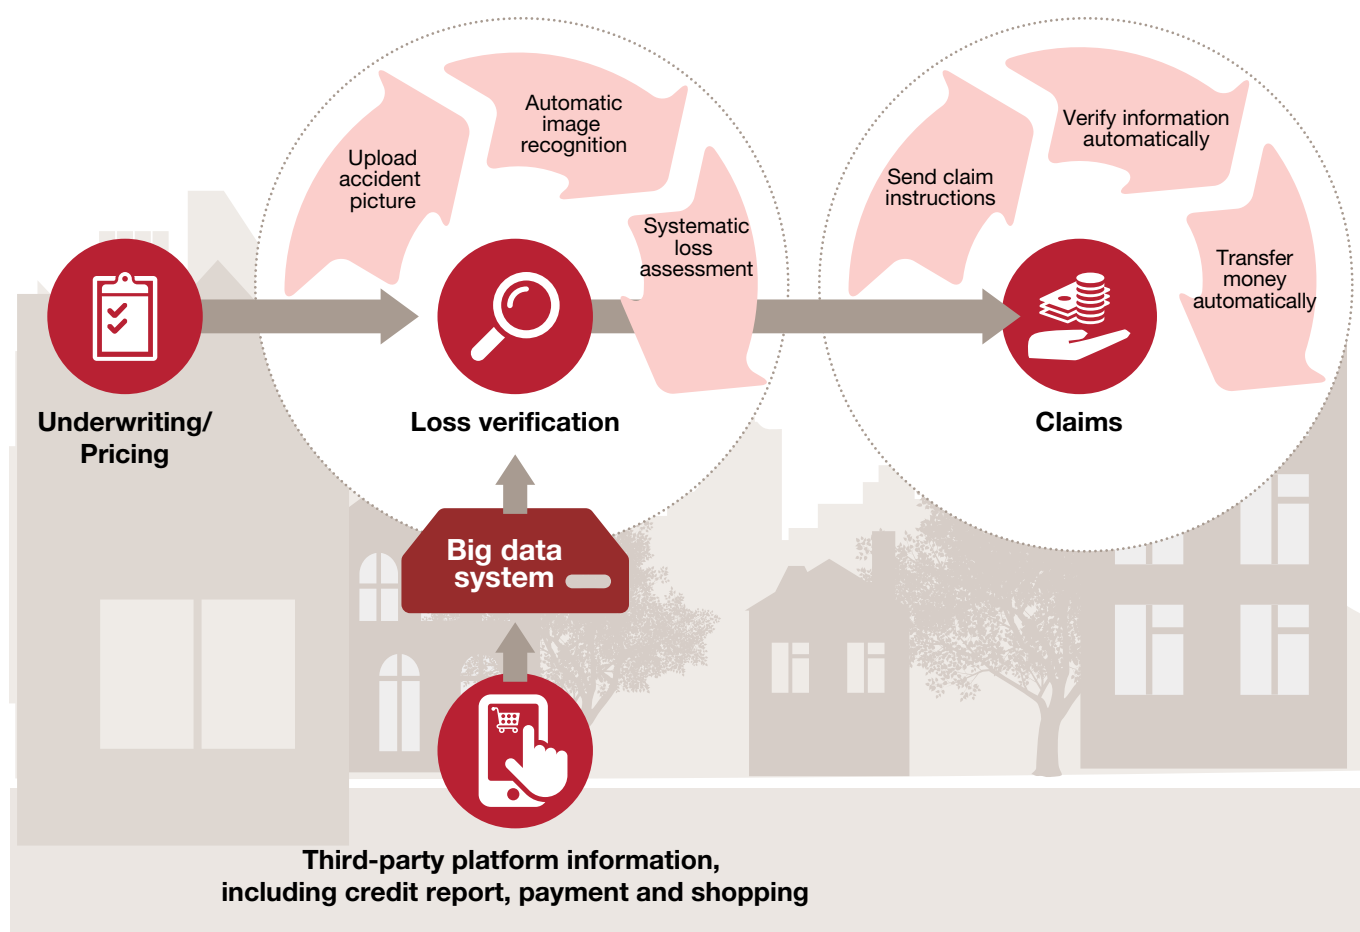 Upload
accident
picture
Automatic
image
recognition
Systematic
loss
assessment
Send claim
instructions
Verify information
automatically
Transfer
money
automatically
Underwriting/
Pricing
Loss verification
Claims
Big data
system
Third-party platform information,
including credit report, payment and shopping